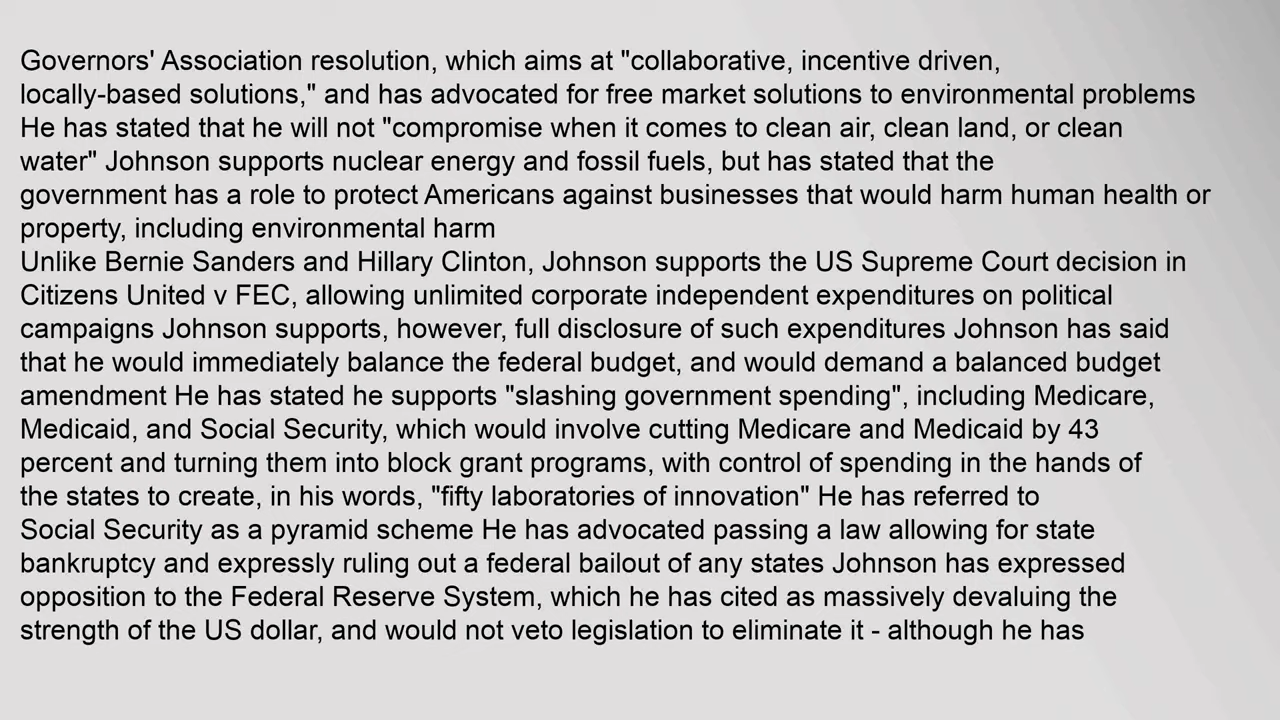 Governors' Association resolution, which aims at "collaborative, incentive driven,
locally-based solutions," and has advocated for free market solutions to environmental problems
He has stated that he will not "compromise when it comes to clean air, clean land, or clean
water" Johnson supports nuclear energy and fossil fuels, but has stated that the
government has a role to protect Americans against businesses that would harm human health or
property, including environmental harm
Unlike Bernie Sanders and Hillary Clinton, Johnson supports the US Supreme Court decision in
Citizens United v FEC, allowing unlimited corporate independent expenditures on political
campaigns Johnson supports, however, full disclosure of such expenditures Johnson has said
that he would immediately balance the federal budget, and would demand a balanced budget
amendment He has stated he supports "slashing government spending", including Medicare,
Medicaid, and Social Security, which would involve cutting Medicare and Medicaid by 43
percent and turning them into block grant programs, with control of spending in the hands of
the states to create, in his words, "fifty laboratories of innovation" He has referred to
Social Security as a pyramid scheme He has advocated passing a law allowing for state
bankruptcy and expressly ruling out a federal bailout of any states Johnson has expressed
opposition to the Federal Reserve System, which he has cited as massively devaluing the
strength of the US dollar, and would not veto legislation to eliminate it - although he has